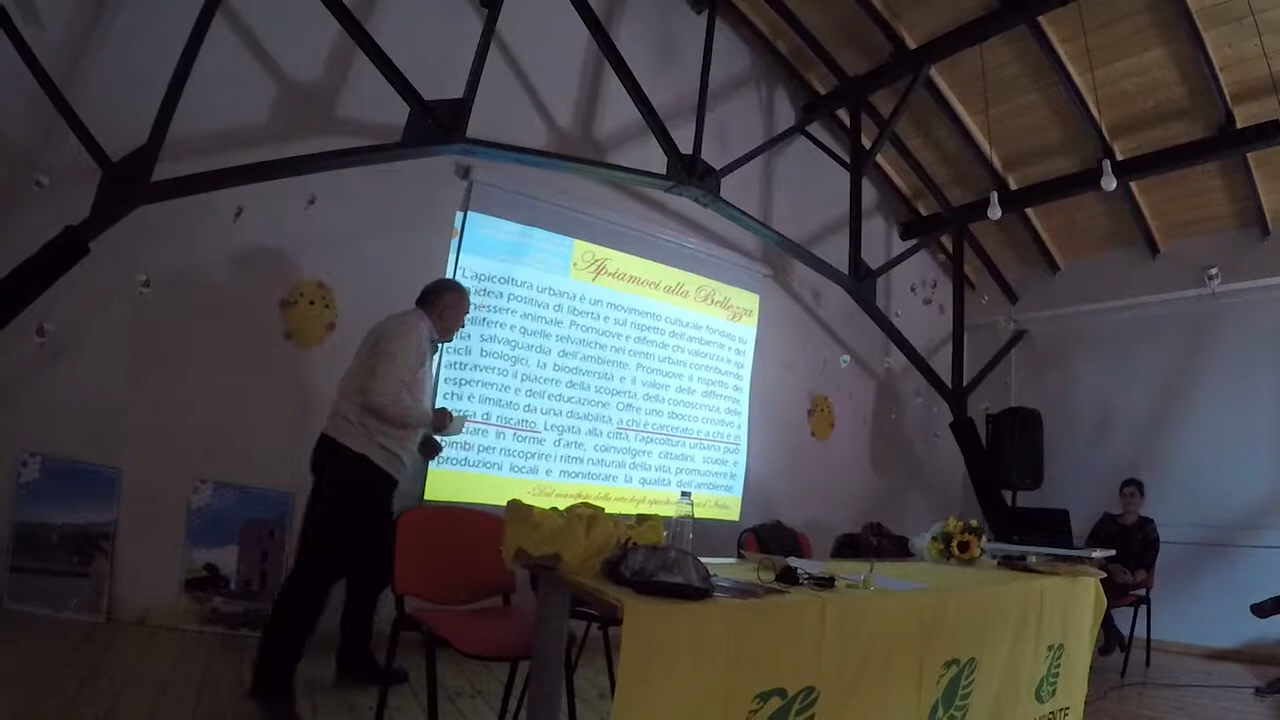 Apriamoci alla Bellezza
"L'apicoltura urbana è un movimento culturale fondato su
idea positiva di libertà e sul rispetto dell'ambiente e del
benessere animale. Promuove e difende chi valorizza le api
mellifere e quelle selvatiche nei centri urbani contribuendo
alla salvaguardia dell'ambiente. Promuove il rispetto dei
cicli biologici, la biodiversità e il valore delle differenze,
attraverso il piacere della scoperta, della conoscenza, delle
esperienze e dell'educazione. Offre uno sbocco creativo a
chi è limitato da una disabilità, a chi è carcerato e a chi è in
cerca di riscatto. Legata alla città, l'apicoltura urbana può
in forme d'arte, coinvolgere cittadini, scuole e
bimbi per riscoprire i ritmi naturali della vita, promuovere le
produzioni locali e monitorare la qualità dell'ambiente.
Dal manifesto della rete degli